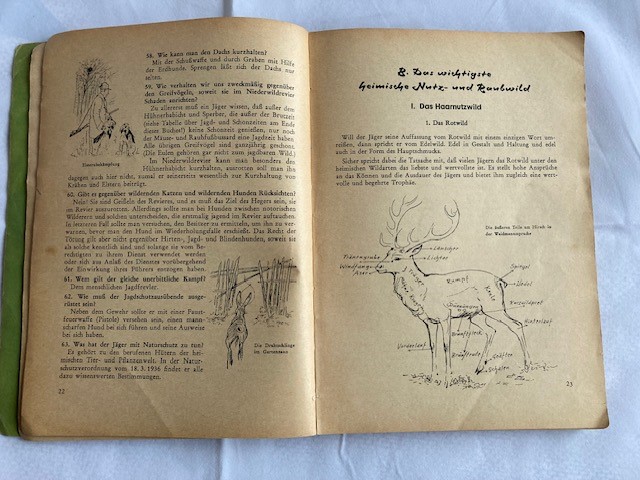 58. Wie kann man den Dachs kurzhalten?
Mit der Schußwaffe und durch Graben mit Hilfe
der Erdhunde. Sprengen läßt sich der Dachs nur
selten.
59. Wie verhalten wir uns zweckmäßig gegenüber
den Greifvögeln, soweit sie im Niederwildrevier
Schaden anrichten?
Zu allererst muß ein Jäger wissen, daß außer dem
Hühnerhabicht und Sperber, die außer der Brutzeit
(siehe Tabelle über Jagd- und Schonzeiten am Ende
dieses Buches!) keine Schonzeit genießen, nur noch
der Mäuse- und Rauhfußbussard eine Jagdzeit haben.
Alle übrigen Greifvögel sind ganzjährig geschont.
(Die Eulen gehören gar nicht zum jagdbaren Wild.)
Im Niederwildrevier kann man besonders den
Hühnerhabicht kurzhalten, ansonsten soll man ihn
dagegen auch hier nicht, zumal er seinerseits wesentlich zur Kurzhaltung von
Krähen und Elstern beiträgt.
60. Gibt es gegenüber wildernden Katzen und wildernden Hunden Rücksichten?
Nein! Sie sind Geißeln des Revieres, und es muß das Ziel des Hegers sein, sie
im Revier auszurotten. Allerdings sollte man bei Hunden zwischen notorischen
Wilderern und solchen unterscheiden, die erstmalig jemand im Revier auftauchen.
In letzterem Fall sollte man versuchen, den Besitzer zu ermitteln, um ihn zu ver-
warnen, bevor man den Hund im Wiederholungsfalle erschießt. Das Recht der
Tötung gilt aber nicht gegenüber Hirten-, Jagd- und Blindenhunden, soweit sie
als solche kenntlich sind und solange sie vom Be-
rechtigten zu ihrem Dienst verwendet werden
oder sich aus Anlaß des Dienstes vorübergehend
der Einwirkung ihres Führers entzogen haben.
61. Wem gilt der gleiche unerbittliche Kampf?
Dem menschlichen Jagdfrevler.
62. Wie muß der Jagdschutzausübende ausge-
rüstet sein?
Neben dem Gewehr sollte er mit einer Faust-
feuerwaffe (Pistole) versehen sein, einen mann-
scharfen Hund bei sich führen und seine Ausweise
bei sich haben.
63. Was hat der Jäger mit Naturschutz zu tun?
Es gehört zu den berufenen Hütern der hei-
mischen Tier- und Pflanzenwelt. In der Natur-
schutzverordnung vom 18. 3. 1936 findet er alle
dazu wissenswerten Bestimmungen.
Die Drahtschlinge
im Gartenzaun
22
B. Das wichtigste
heimische Nutz- und Raubwild
I. Das Haarnutzwild
1. Das Rotwild
Will der Jäger seine Auffassung vom Rotwild mit einem einzigen Wort um-
reißen, dann spricht er vom Edelwild. Edel in Gestalt und Haltung und edel
auch in der Form des Hauptschmucks.
Sicher spricht dabei die Tatsache mit, daß vielen Jägern das Rotwild unter den
heimischen Wildarten das hehrste und wertvollste ist. Es stellt hohe Ansprüche
an das Können und die Ausdauer des Jägers und bietet ihm zugleich eine wert-
volle und begehrte Trophäe.
Die äußeren Teile am Hirsch in
der Waidmannsprache
Lauscher
Lichter
Tränengrube
Träger
Rumpf
Keule
Spiegel
Wedel
Kurzwildpret
Hinterlauf
Vorderlauf
Brunftfleck
Schalen
23